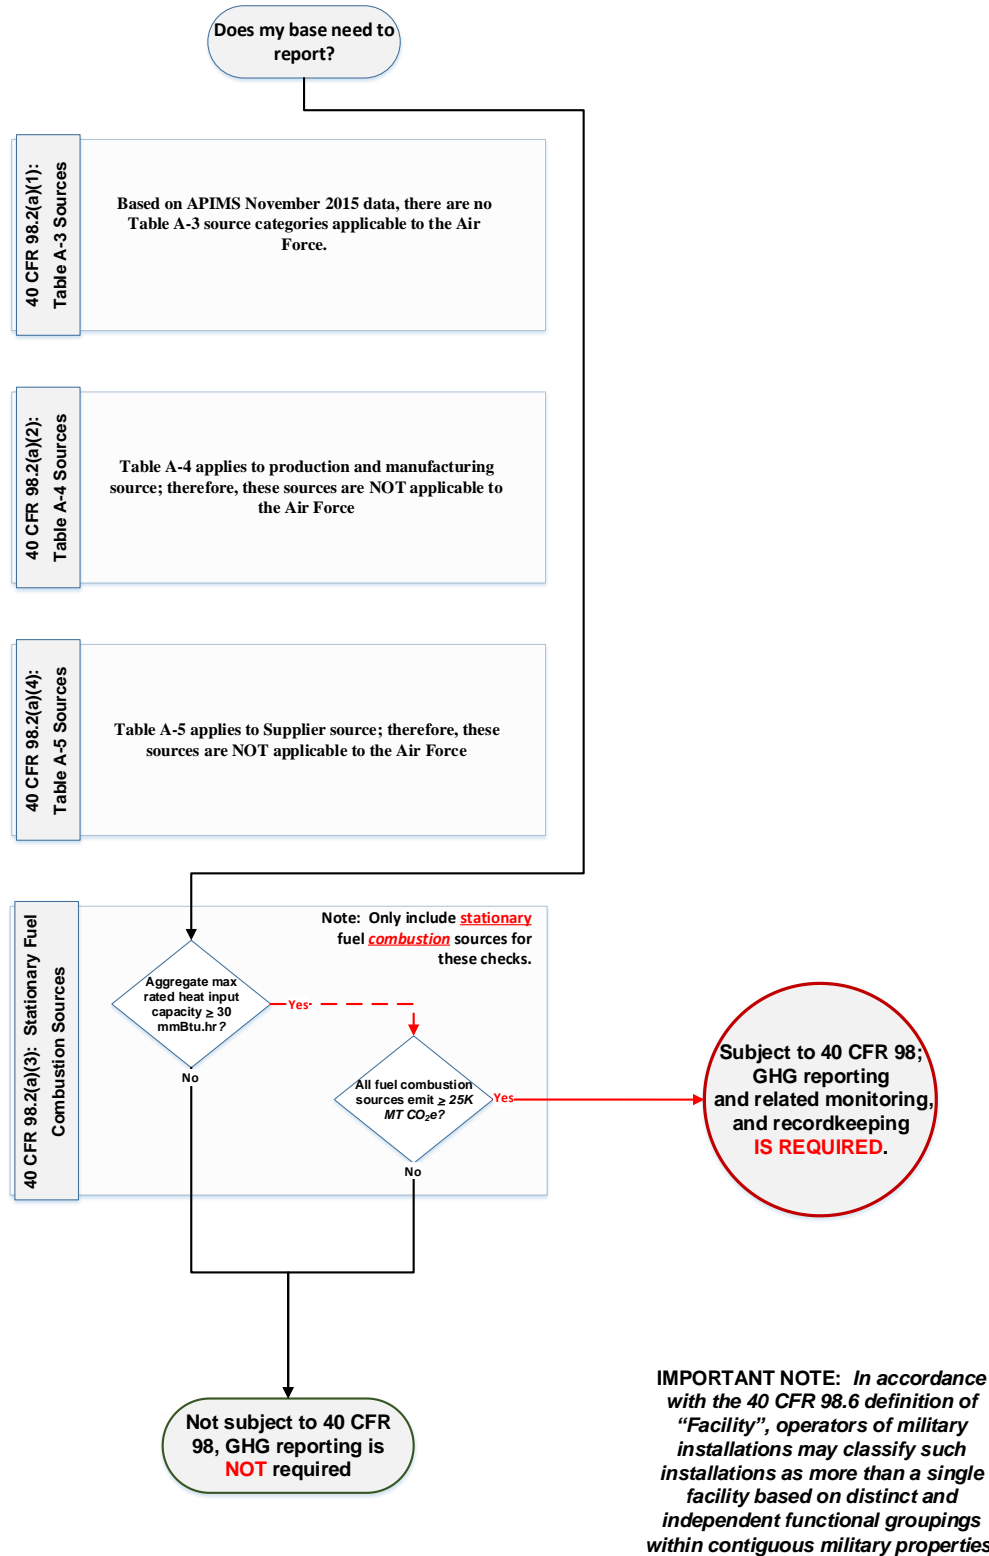 Does my base need to
report?
40 CFR 98.2(a)(1):
Table A-3 Sources
Based on APIMS November 2015 data, there are no
Table A-3 source categories applicable to the Air
Force.
40 CFR 98.2(a)(2):
Table A-4 Sources
Table A-4 applies to production and manufacturing
source; therefore, these sources are NOT applicable to
the Air Force
40 CFR 98.2(a)(4):
Table A-5 Sources
Table A-5 applies to Supplier source; therefore, these
sources are NOT applicable to the Air Force
40 CFR 98.2(a)(3): Stationary Fuel
Combustion Sources
Note: Only include stationary
fuel combustion sources for
these checks.
Aggregate max
rated heat input
capacity ≥ 30
mmBtu.hr?
Yes
No
All fuel combustion
sources emit ≥ 25K
MT CO₂e?
Yes
No
Subject to 40 CFR 98;
GHG reporting
and related monitoring,
and recordkeeping
IS REQUIRED.
Not subject to 40 CFR
98, GHG reporting is
NOT required
IMPORTANT NOTE: In accordance
with the 40 CFR 98.6 definition of
“Facility”, operators of military
installations may classify such
installations as more than a single
facility based on distinct and
independent functional groupings
within contiguous military properties